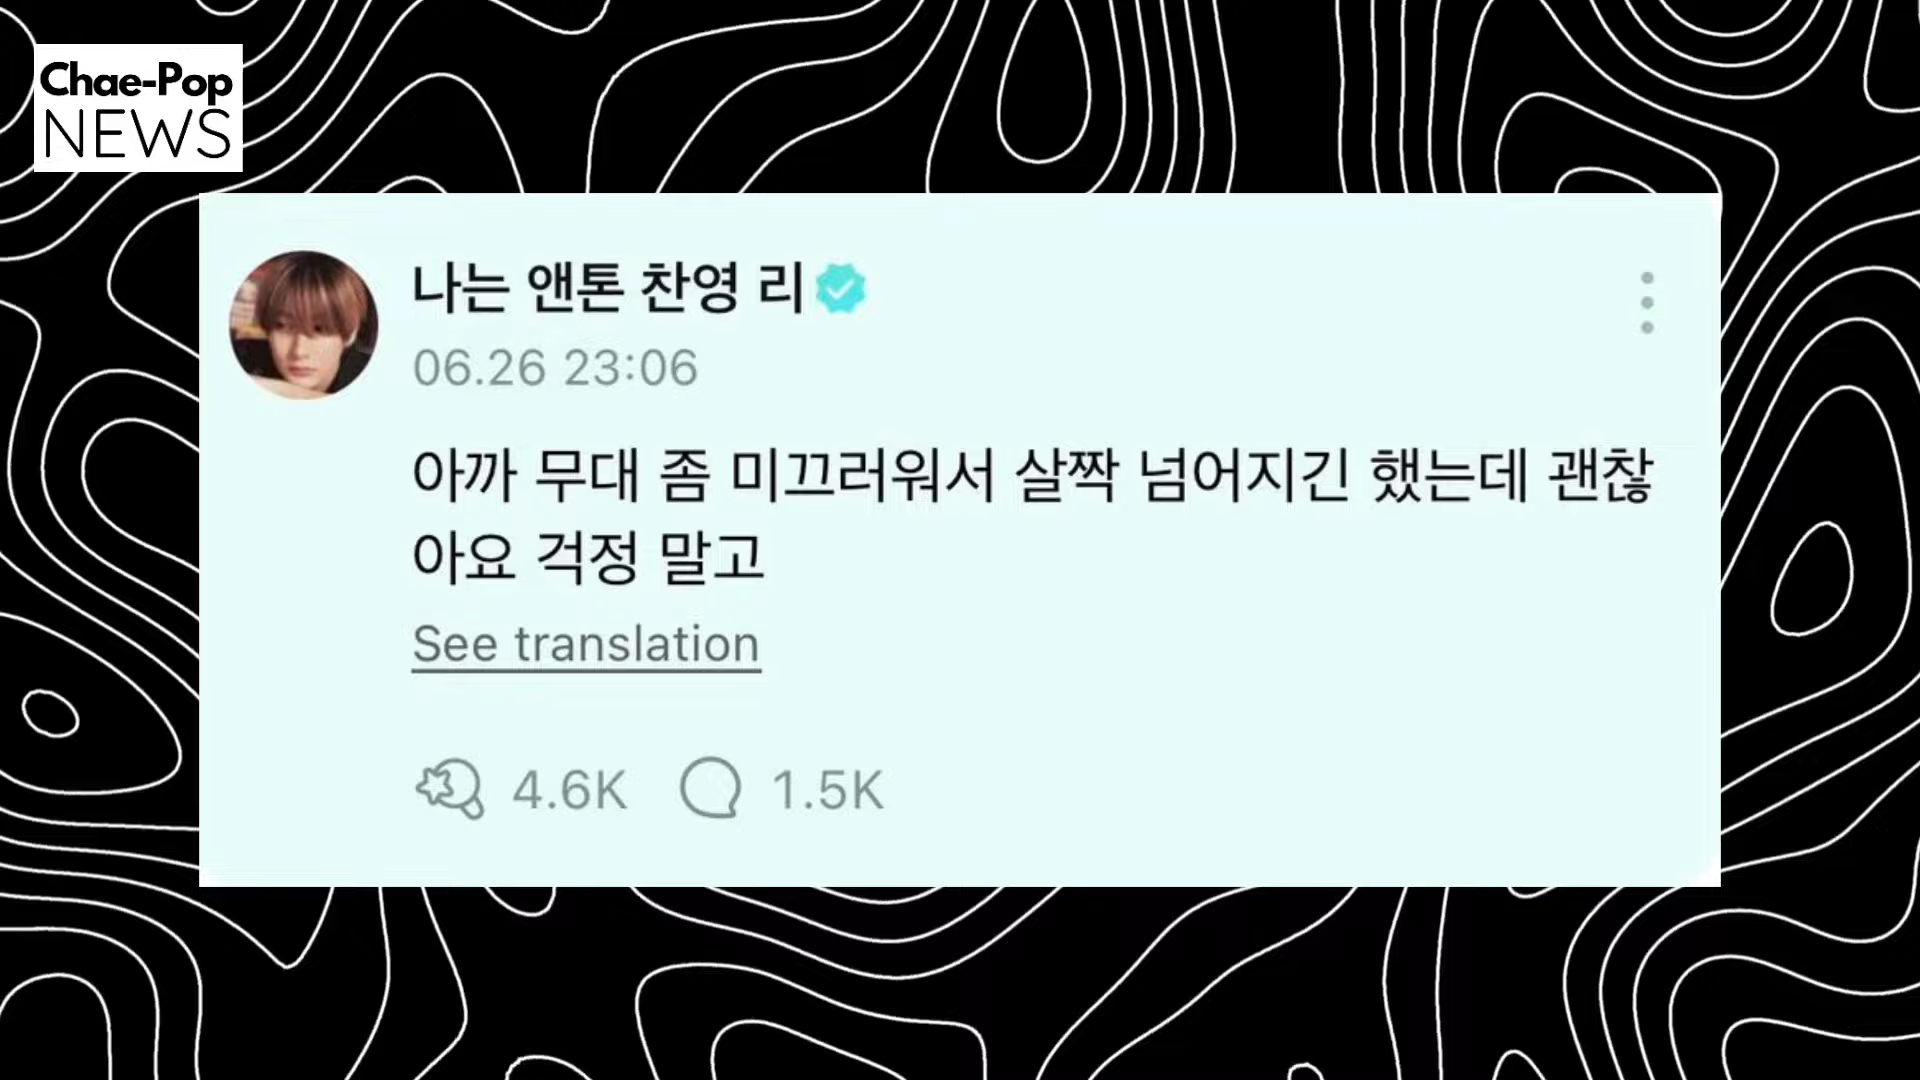 Chae-Pop
NEWS
나는 앤톤 찬영 리
06.26 23:06
아까 무대 좀 미끄러워서 살짝 넘어지긴 했는데 괜찮
아요 걱정 말고
See translation
4.6K 1.5K